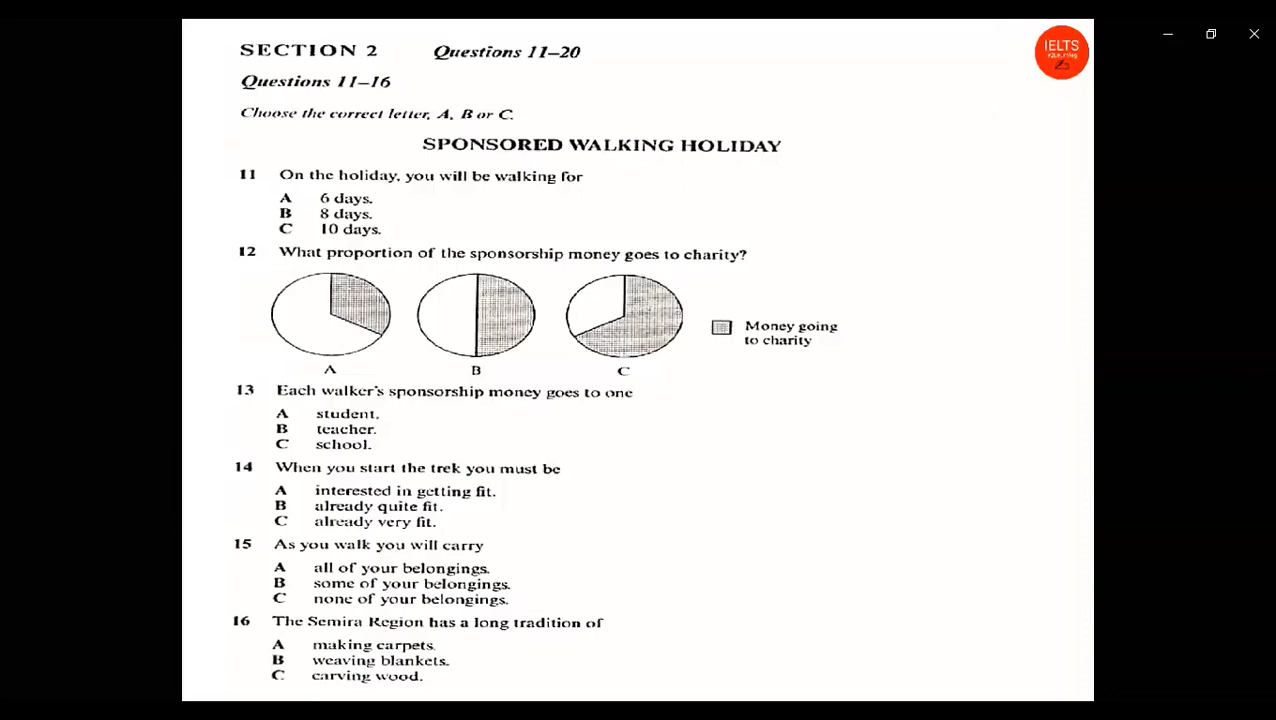 SECTION 2 Questions 11–20
IELTS
Questions 11–16
Choose the correct letter, A, B or C.
SPONSORED WALKING HOLIDAY
11 On the holiday, you will be walking for
A 6 days.
B 8 days.
C 10 days.
12 What proportion of the sponsorship money goes to charity?
Money going
to charity
A B C
13 Each walker's sponsorship money goes to one
A student.
B teacher.
C school.
14 When you start the trek you must be
A interested in getting fit.
B already quite fit.
C already very fit.
15 As you walk you will carry
A all of your belongings.
B some of your belongings.
C none of your belongings.
16 The Semira Region has a long tradition of
A making carpets.
B weaving blankets.
C carving wood.